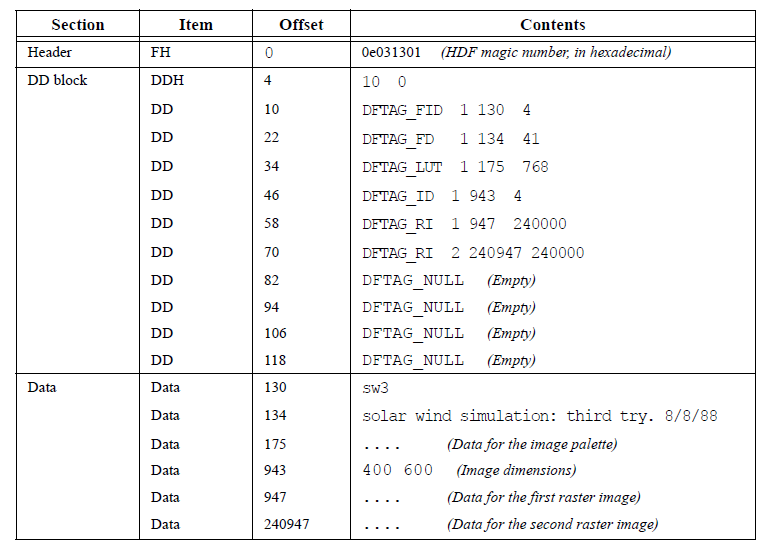 Section Item Offset Contents
Header FH 0 0e031301 (HDF magic number, in hexadecimal)
DD block DDH 4 10 0
DD 10 DFTAG_FID 1 130 4
DD 22 DFTAG_FD 1 134 41
DD 34 DFTAG_LUT 1 175 768
DD 46 DFTAG_ID 1 943 4
DD 58 DFTAG_RI 1 947 240000
DD 70 DFTAG_RI 2 240947 240000
DD 82 DFTAG_NULL (Empty)
DD 94 DFTAG_NULL (Empty)
DD 106 DFTAG_NULL (Empty)
DD 118 DFTAG_NULL (Empty)
Data Data 130 sw3
Data 134 solar wind simulation: third try. 8/8/88
Data 175 .... (Data for the image palette)
Data 943 400 600 (Image dimensions)
Data 947 .... (Data for the first raster image)
Data 240947 .... (Data for the second raster image)